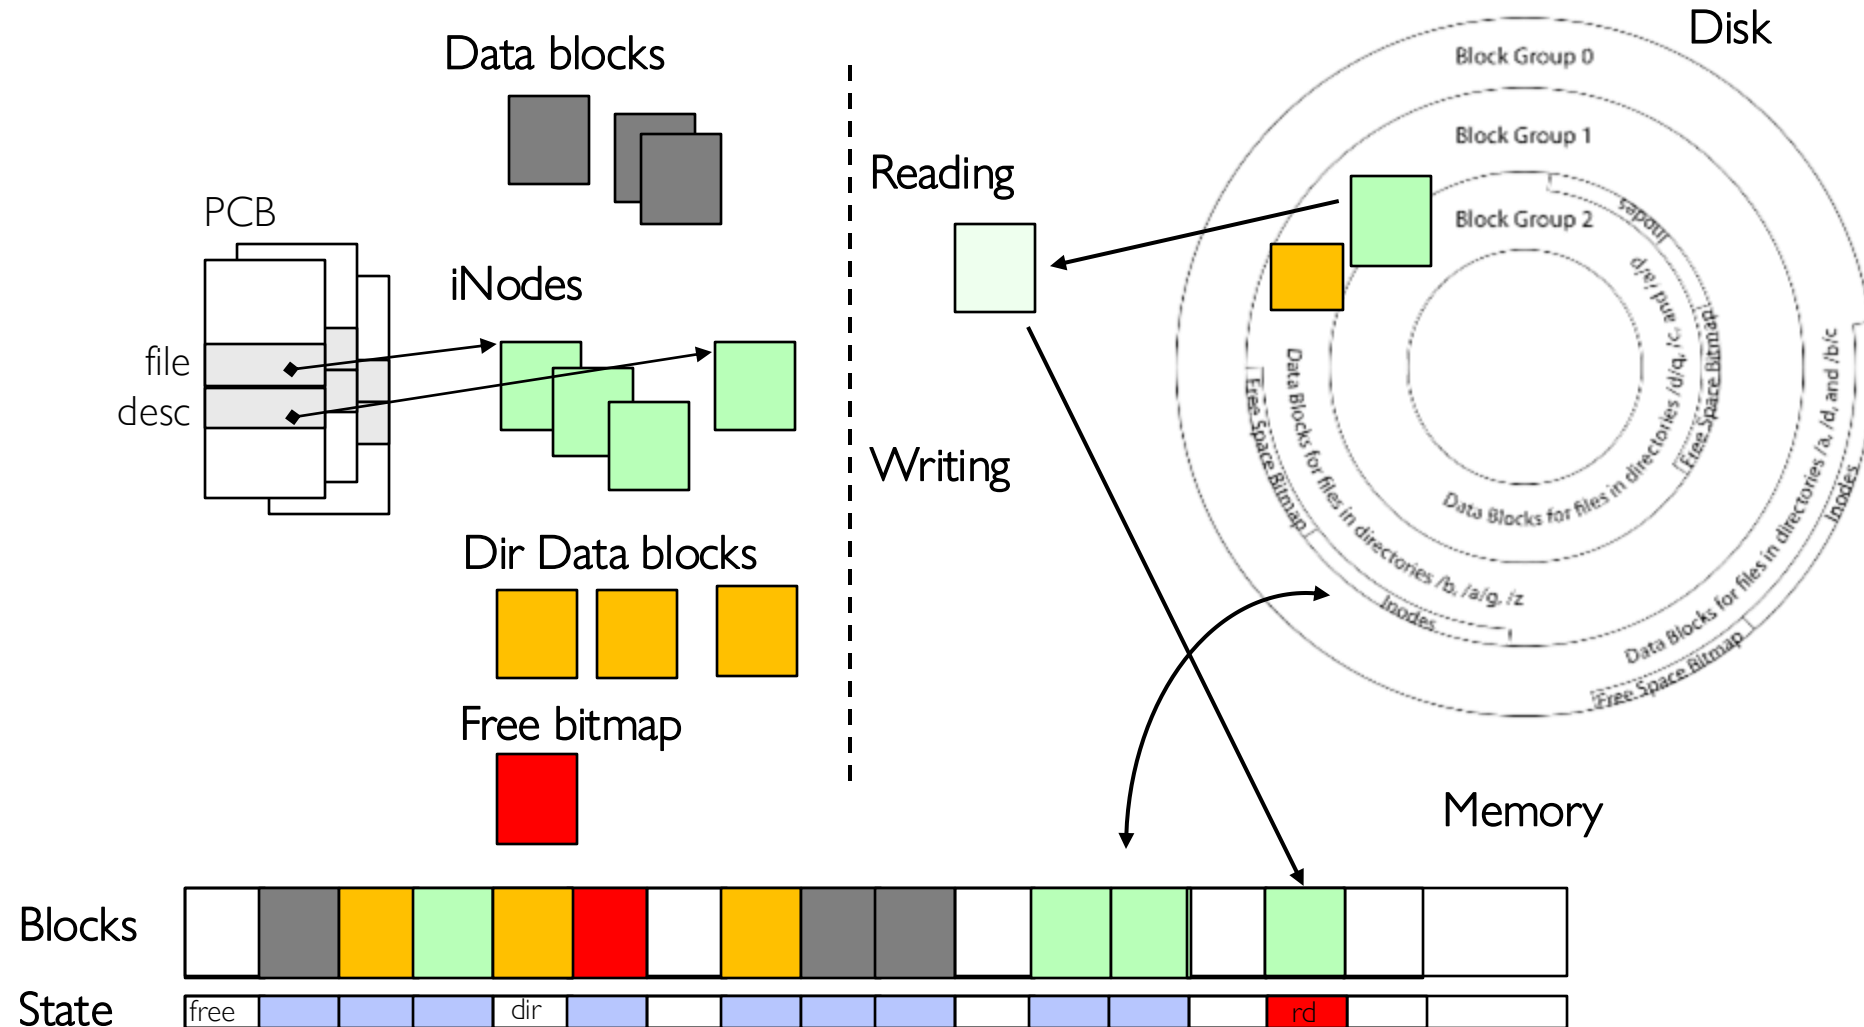 Disk
Data blocks
Block Group 0
Block Group 1
Reading
PCB
Block Group 2
Inodes
iNodes
file
desc
Data Blocks for files in directories /d/q, /c, and /a/p
Free Space Bitmap
Data Blocks for files in directories /b, /a/g, /z
Free Space Bitmap
Inodes
Data Blocks for files in directories /a, /d, and /b/c
Free Space Bitmap
Inodes
Writing
Dir Data blocks
Free bitmap
Memory
Blocks
State
free
dir
rd